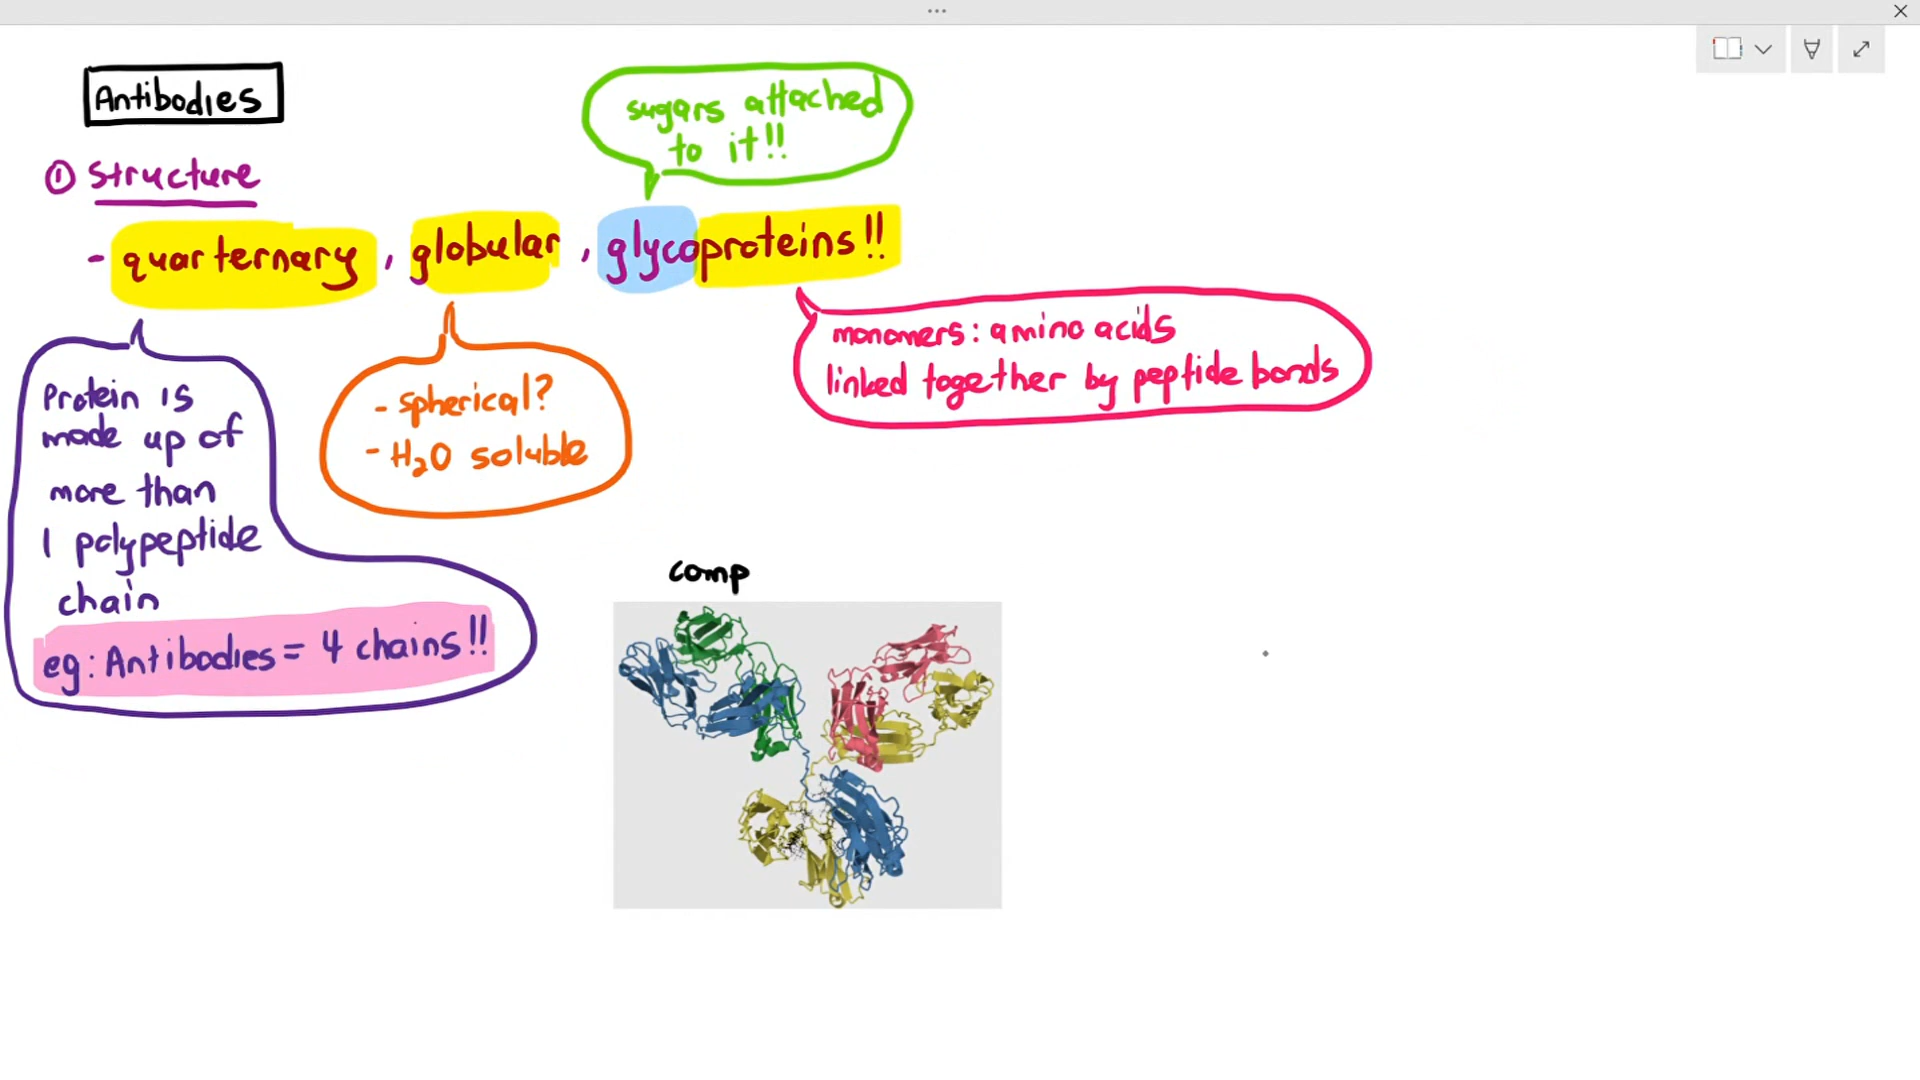 Antibodies
① Structure
sugars attached
to it!!
- quarternary , globular , glycoproteins!!
monomers: amino acids
linked together by peptide bonds
Protein is
made up of
more than
1 polypeptide
chain
eg: Antibodies = 4 chains!!
- spherical?
- H₂O soluble
comp